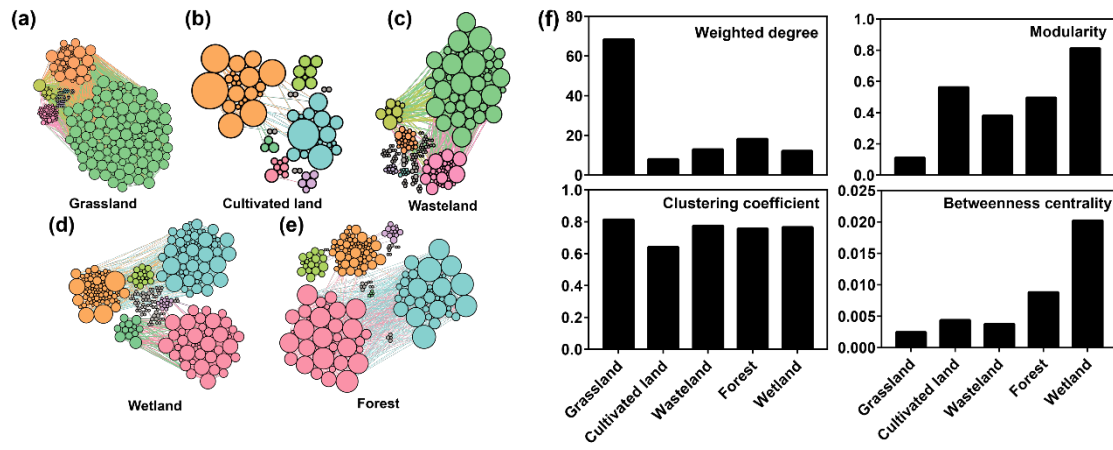 (a)
Grassland
(b)
Cultivated land
(c)
Wasteland
(d)
Wetland
(e)
Forest
(f)
Weighted degree
80
60
40
20
0
Modularity
1.0
0.8
0.6
0.4
0.2
0.0
Clustering coefficient
1.0
0.8
0.6
0.4
0.2
0.0
Grassland
Cultivated land
Wasteland
Forest
Wetland
Betweenness centrality
0.025
0.020
0.015
0.010
0.005
0.000
Grassland
Cultivated land
Wasteland
Forest
Wetland